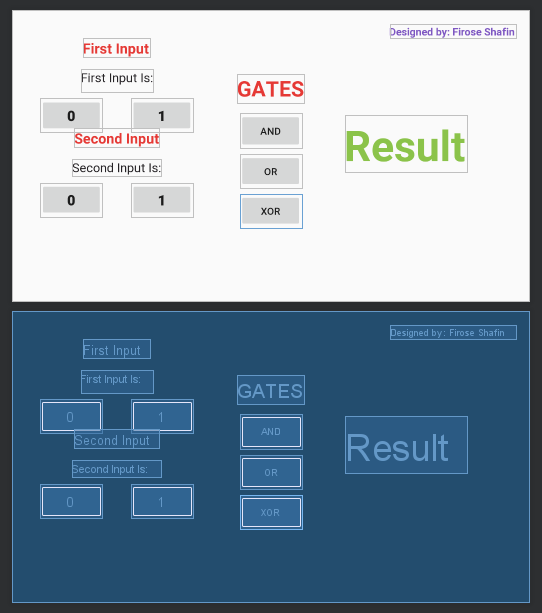 Designed by: Firose Shafin
First Input
First Input Is:
0 1
Second Input
Second Input Is:
0 1
GATES
AND
OR
XOR
Result
Designed by: Firose Shafin
First Input
First Input Is:
0 1
Second Input
Second Input Is:
0 1
GATES
AND
OR
XOR
Result